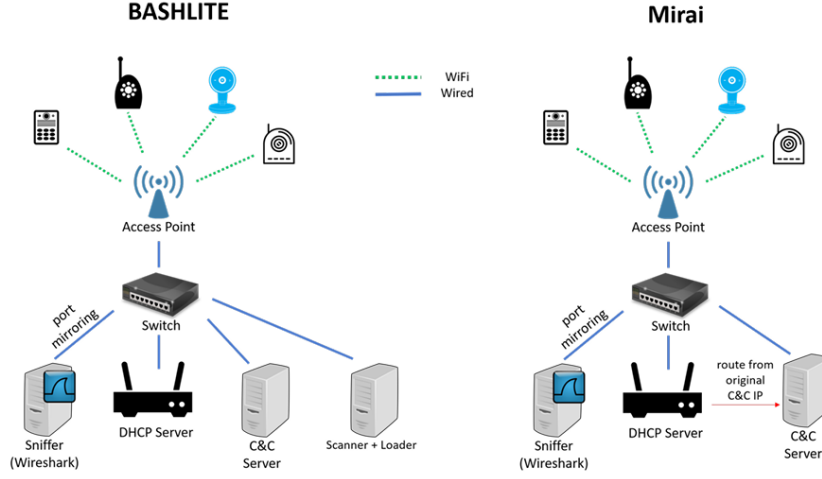 BASHLITE
Mirai
WiFi
Wired
Access Point
Access Point
port
mirroring
Switch
port
mirroring
Switch
route from
original
C&C IP
Sniffer
(Wireshark)
DHCP Server
C&C
Server
Scanner + Loader
Sniffer
(Wireshark)
DHCP Server
C&C
Server